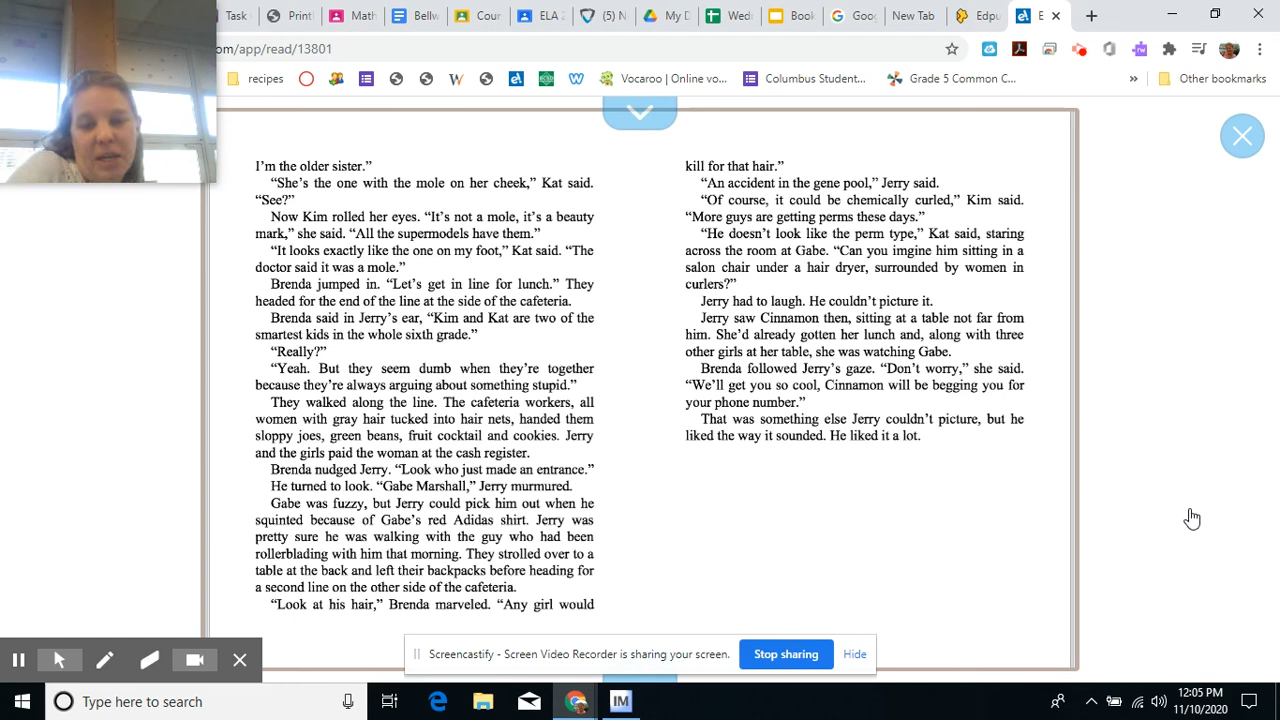 Task
Print
Math
Bellw
Cour
ELA 2
(5) N
My D
Wed
Book
Goog
New Tab
Edpu
E
om/app/read/13801
recipes
Vocaroo | Online vo...
Columbus Student...
Grade 5 Common C...
»
Other bookmarks
I'm the older sister."
"She's the one with the mole on her cheek," Kat said.
"See?"
Now Kim rolled her eyes. "It's not a mole, it's a beauty
mark," she said. "All the supermodels have them."
"It looks exactly like the one on my foot," Kat said. "The
doctor said it was a mole."
Brenda jumped in. "Let's get in line for lunch." They
headed for the end of the line at the side of the cafeteria.
Brenda said in Jerry's ear, "Kim and Kat are two of the
smartest kids in the whole sixth grade."
"Really?"
"Yeah. But they seem dumb when they're together
because they're always arguing about something stupid."
They walked along the line. The cafeteria workers, all
women with gray hair tucked into hair nets, handed them
sloppy joes, green beans, fruit cocktail and cookies. Jerry
and the girls paid the woman at the cash register.
Brenda nudged Jerry. "Look who just made an entrance."
He turned to look. "Gabe Marshall," Jerry murmured.
Gabe was fuzzy, but Jerry could pick him out when he
squinted because of Gabe's red Adidas shirt. Jerry was
pretty sure he was walking with the guy who had been
rollerblading with him that morning. They strolled over to a
table at the back and left their backpacks before heading for
a second line on the other side of the cafeteria.
"Look at his hair," Brenda marveled. "Any girl would
kill for that hair."
"An accident in the gene pool," Jerry said.
"Of course, it could be chemically curled," Kim said.
"More guys are getting perms these days."
"He doesn't look like the perm type," Kat said, staring
across the room at Gabe. "Can you imgine him sitting in a
salon chair under a hair dryer, surrounded by women in
curlers?"
Jerry had to laugh. He couldn't picture it.
Jerry saw Cinnamon then, sitting at a table not far from
him. She'd already gotten her lunch and, along with three
other girls at her table, she was watching Gabe.
Brenda followed Jerry's gaze. "Don't worry," she said.
"We'll get you so cool, Cinnamon will be begging you for
your phone number."
That was something else Jerry couldn't picture, but he
liked the way it sounded. He liked it a lot.
Screencastify - Screen Video Recorder is sharing your screen.
Stop sharing
Hide
Type here to search
IM
12:05 PM
11/10/2020